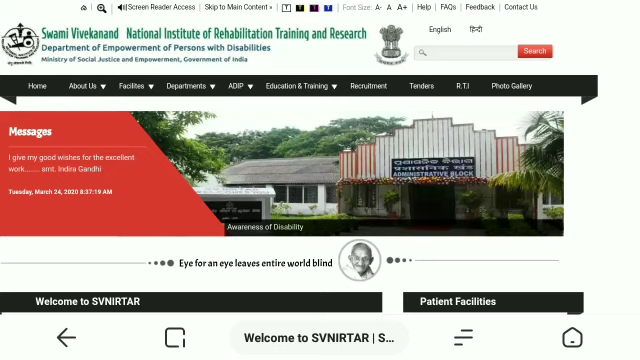 Screen Reader Access | Skip to Main Content » | T T T T | Font Size: A- A A+ | Help | FAQs | Feedback | Contact Us
Swami Vivekanand National Institute of Rehabilitation Training and Research
Department of Empowerment of Persons with Disabilities
Ministry of Social Justice and Empowerment, Government of India
English हिन्दी
Search
Home About Us Facilites Departments ADIP Education & Training Recruitment Tenders R.T.I Photo Gallery
Messages
I give my good wishes for the excellent
work........ smt. Indira Gandhi
Tuesday, March 24, 2020 8:37:19 AM
ADMINISTRATIVE BLOCK
Awareness of Disability
Eye for an eye leaves entire world blind
Welcome to SVNIRTAR Patient Facilities
Welcome to SVNIRTAR | S...